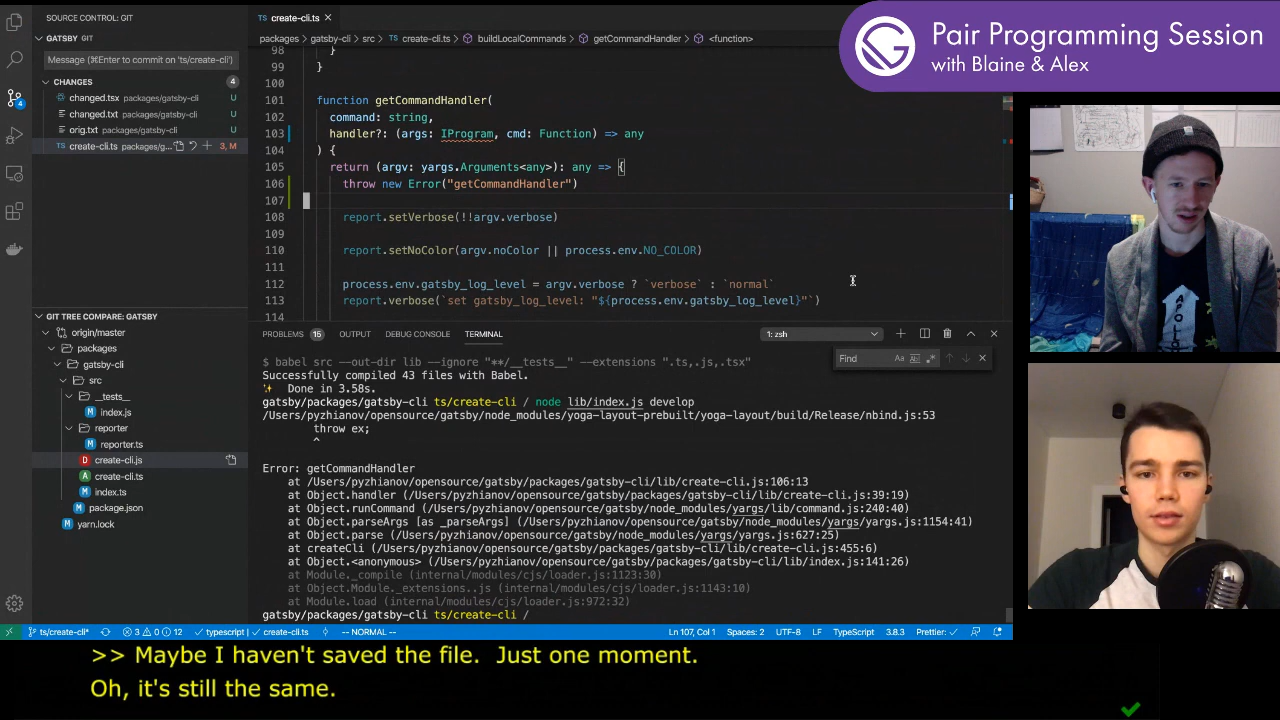 SOURCE CONTROL: GIT
GATSBY GIT
Message (⌘Enter to commit on 'ts/create-cli')
CHANGES 4
changed.tsx packages/gatsby-cli U
changed.txt packages/gatsby-cli U
orig.txt packages/gatsby-cli U
create-cli.ts packages/g... 3, M
4
GIT TREE COMPARE: GATSBY
origin/master
packages
gatsby-cli
src
__tests__
M index.js
reporter
M reporter.ts
D create-cli.js
A create-cli.ts
M index.ts
M package.json
M yarn.lock
TS create-cli.ts ×
packages > gatsby-cli > src > TS create-cli.ts > buildLocalCommands > getCommandHandler > <function>
98 }
99 }
100
101 function getCommandHandler(
102 command: string,
103 handler?: (args: IProgram, cmd: Function) => any
104 ) {
105 return (argv: yargs.Arguments<any>): any => {
106 throw new Error("getCommandHandler")
107
108 report.setVerbose(!!argv.verbose)
109
110 report.setNoColor(argv.noColor || process.env.NO_COLOR)
111
112 process.env.gatsby_log_level = argv.verbose ? `verbose` : `normal`
113 report.verbose(`set gatsby_log_level: "${process.env.gatsby_log_level}"`)
114
PROBLEMS 15 OUTPUT DEBUG CONSOLE TERMINAL 1: zsh
Find Aa
$ babel src --out-dir lib --ignore "**/__tests__" --extensions ".ts,.js,.tsx"
Successfully compiled 43 files with Babel.
✨ Done in 3.58s.
gatsby/packages/gatsby-cli ts/create-cli / node lib/index.js develop
/Users/pyzhianov/opensource/gatsby/node_modules/yoga-layout-prebuilt/yoga-layout/build/Release/nbind.js:53
throw ex;
^
Error: getCommandHandler
at /Users/pyzhianov/opensource/gatsby/packages/gatsby-cli/lib/create-cli.js:106:13
at Object.handler (/Users/pyzhianov/opensource/gatsby/packages/gatsby-cli/lib/create-cli.js:39:19)
at Object.runCommand (/Users/pyzhianov/opensource/gatsby/node_modules/yargs/lib/command.js:240:40)
at Object.parseArgs [as _parseArgs] (/Users/pyzhianov/opensource/gatsby/node_modules/yargs/yargs.js:1154:41)
at Object.parse (/Users/pyzhianov/opensource/gatsby/node_modules/yargs/yargs.js:627:25)
at createCli (/Users/pyzhianov/opensource/gatsby/packages/gatsby-cli/lib/create-cli.js:455:6)
at Object.<anonymous> (/Users/pyzhianov/opensource/gatsby/packages/gatsby-cli/lib/index.js:141:26)
at Module._compile (internal/modules/cjs/loader.js:1123:30)
at Object.Module._extensions..js (internal/modules/cjs/loader.js:1143:10)
at Module.load (internal/modules/cjs/loader.js:972:32)
gatsby/packages/gatsby-cli ts/create-cli /
ts/create-cli* 3 0 12 typescript | create-cli.ts -- NORMAL -- Ln 107, Col 1 Spaces: 2 UTF-8 LF TypeScript 3.8.3 Prettier: ✓
Pair Programming Session
with Blaine & Alex
APOLLO
>> Maybe I haven't saved the file. Just one moment.
Oh, it's still the same.